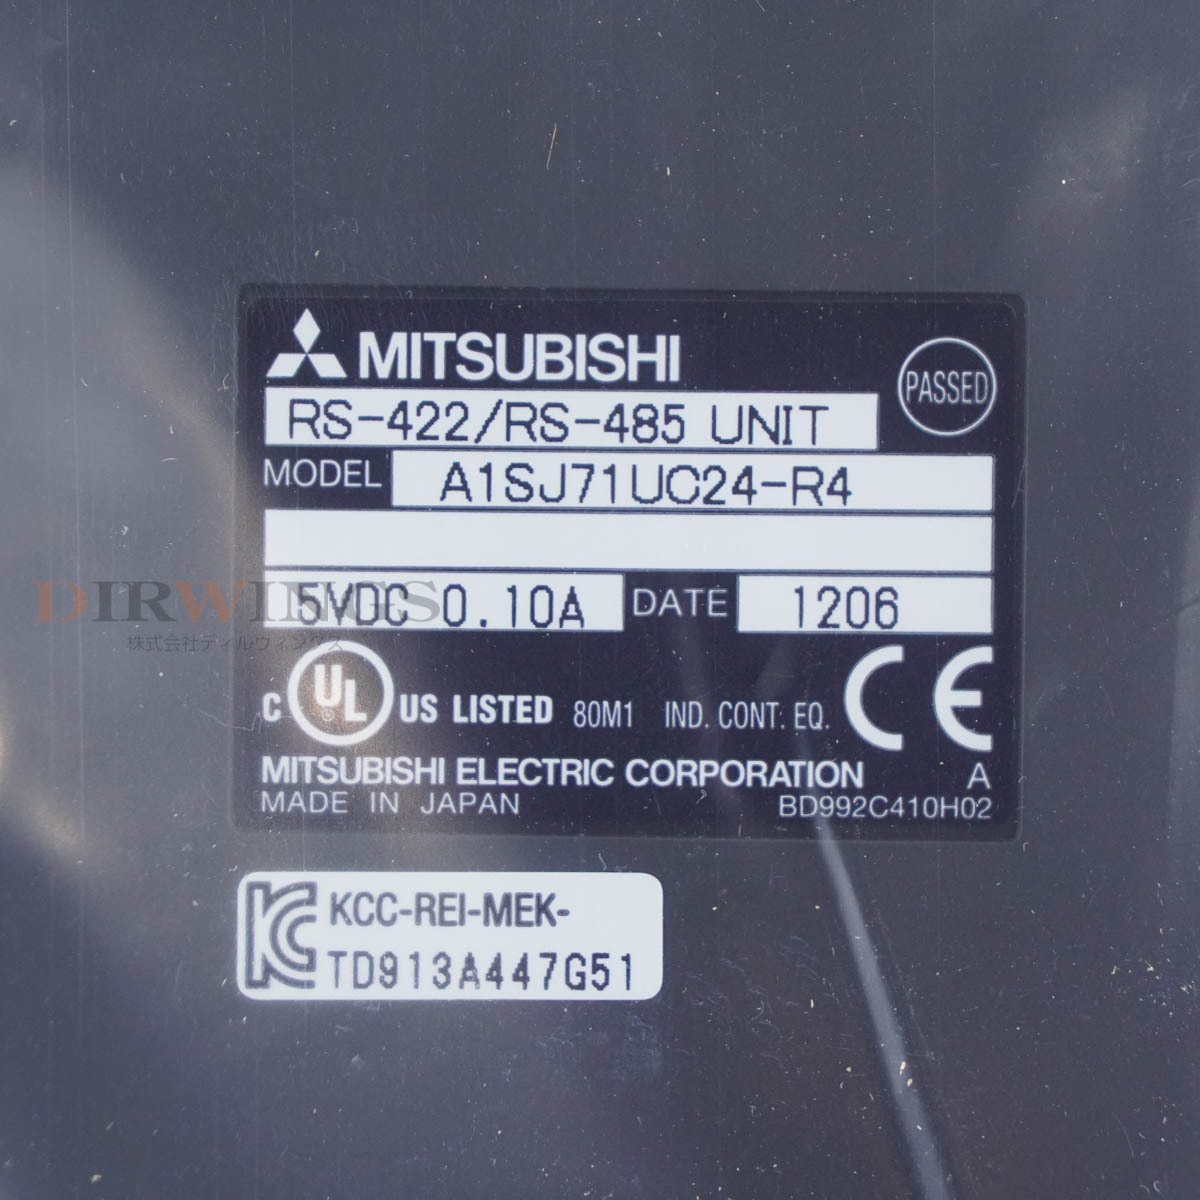 MITSUBISHI
PASSED
RS-422/RS-485 UNIT
MODEL A1SJ71UC24-R4
5VDC 0.10A DATE 1206
DIRWINGS
株式会社ディルウィングス
C UL US LISTED 80M1 IND. CONT. EQ. CE
MITSUBISHI ELECTRIC CORPORATION A
MADE IN JAPAN BD992C410H02
KCC-REI-MEK-
TD913A447G51